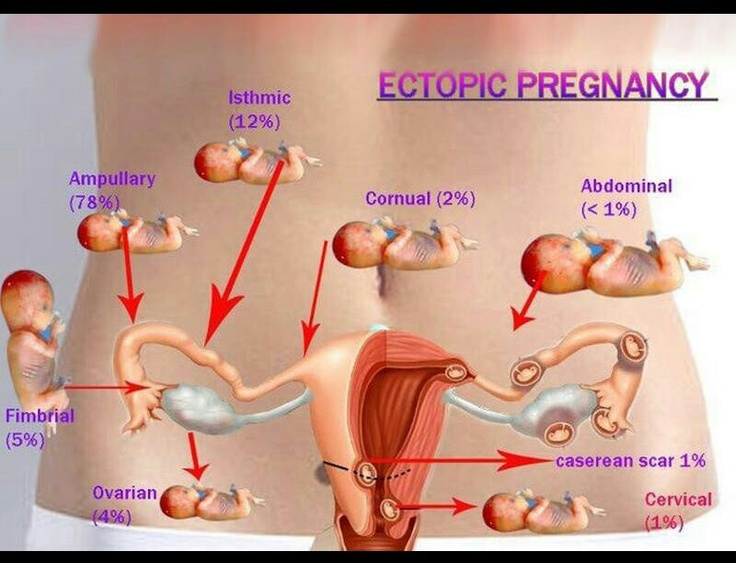 ECTOPIC PREGNANCY
Isthmic
(12%)
Ampullary
(78%)
Cornual (2%)
Abdominal
(< 1%)
Fimbrial
(5%)
Ovarian
(4%)
caserean scar 1%
Cervical
(1%)